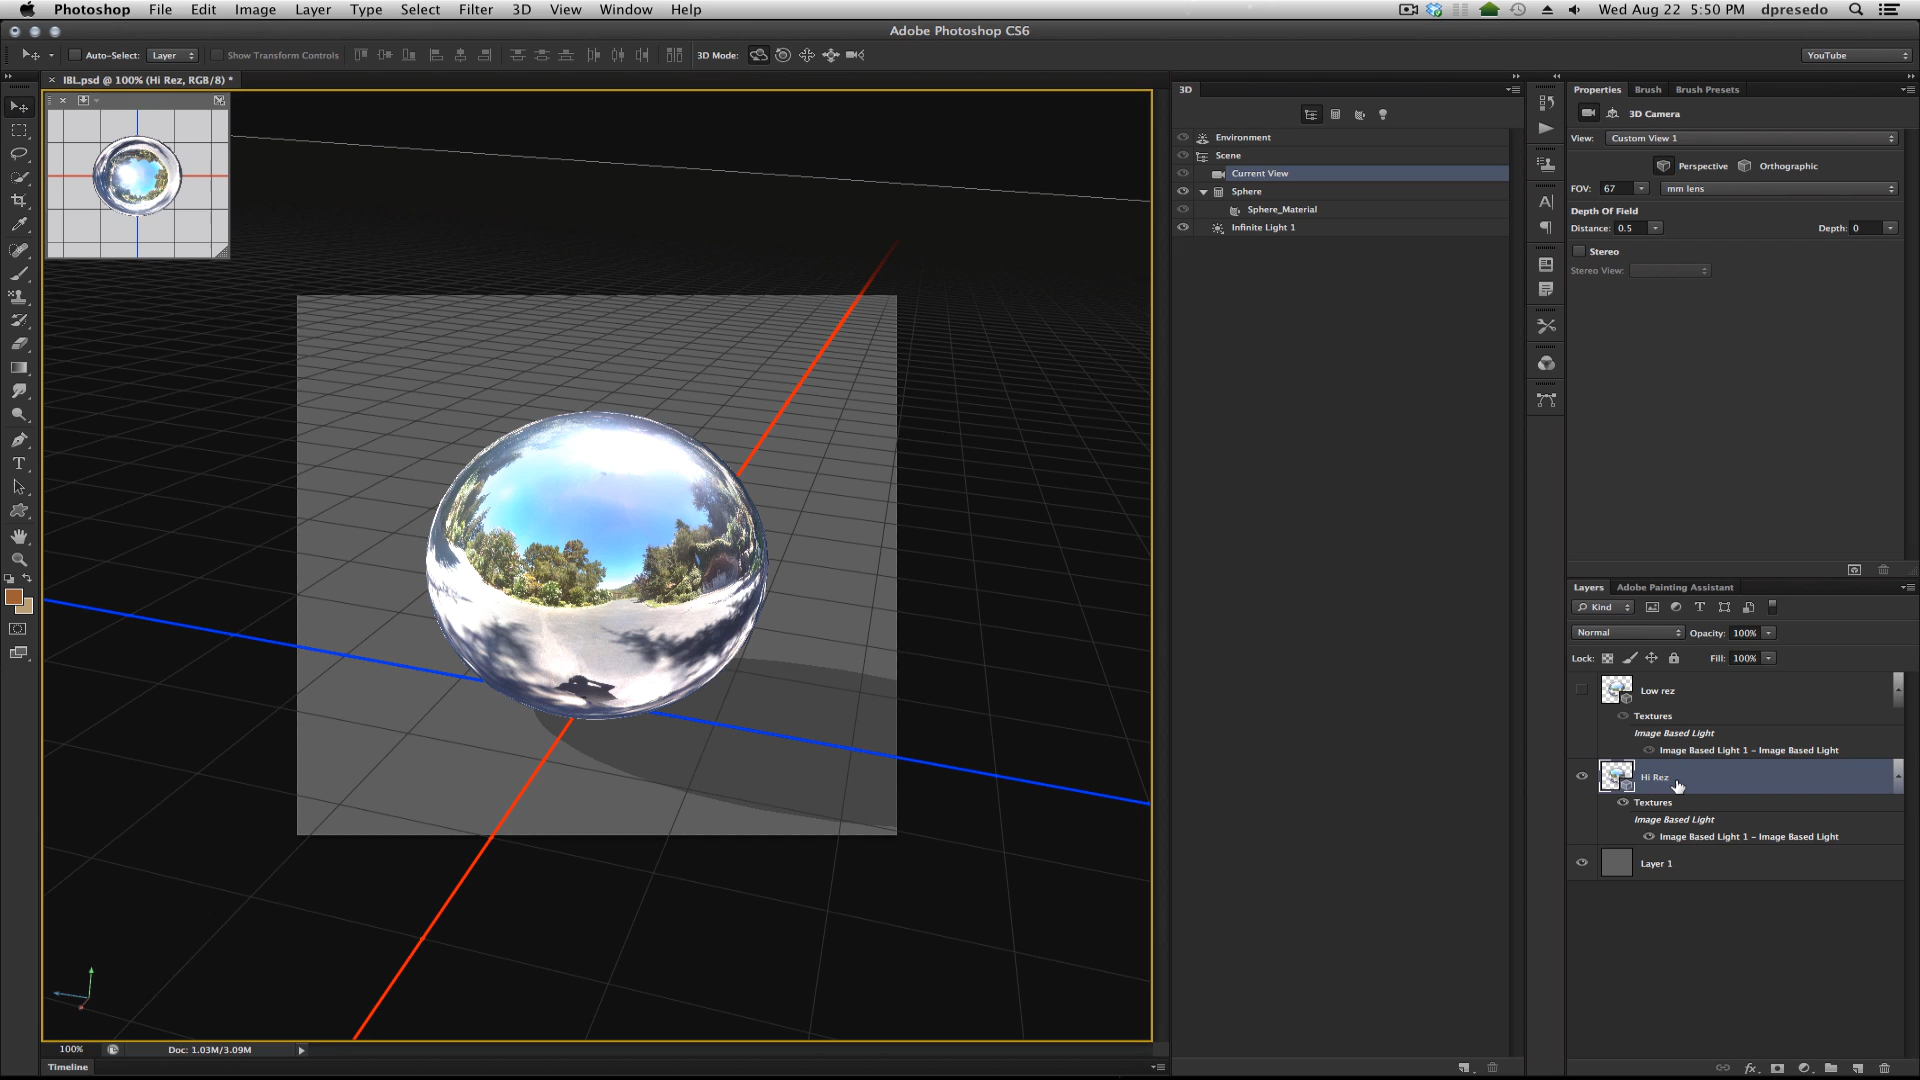 Photoshop File Edit Image Layer Type Select Filter 3D View Window Help Wed Aug 22 5:50 PM dpresedo
Adobe Photoshop CS6
Auto-Select: Layer Show Transform Controls 3D Mode: YouTube
IBL.psd @ 100% (Hi Rez, RGB/8) *
3D
Environment
Scene
Current View
Sphere
Sphere_Material
Infinite Light 1
Properties Brush Brush Presets
3D Camera
View: Custom View 1
Perspective Orthographic
FOV: 67 mm lens
Depth Of Field
Distance: 0.5 Depth: 0
Stereo
Stereo View:
Layers Adobe Painting Assistant
Kind
Normal Opacity: 100%
Lock: Fill: 100%
Low rez
Textures
Image Based Light
Image Based Light 1 - Image Based Light
Hi Rez
Textures
Image Based Light
Image Based Light 1 - Image Based Light
Layer 1
100% Doc: 1.03M/3.09M
Timeline